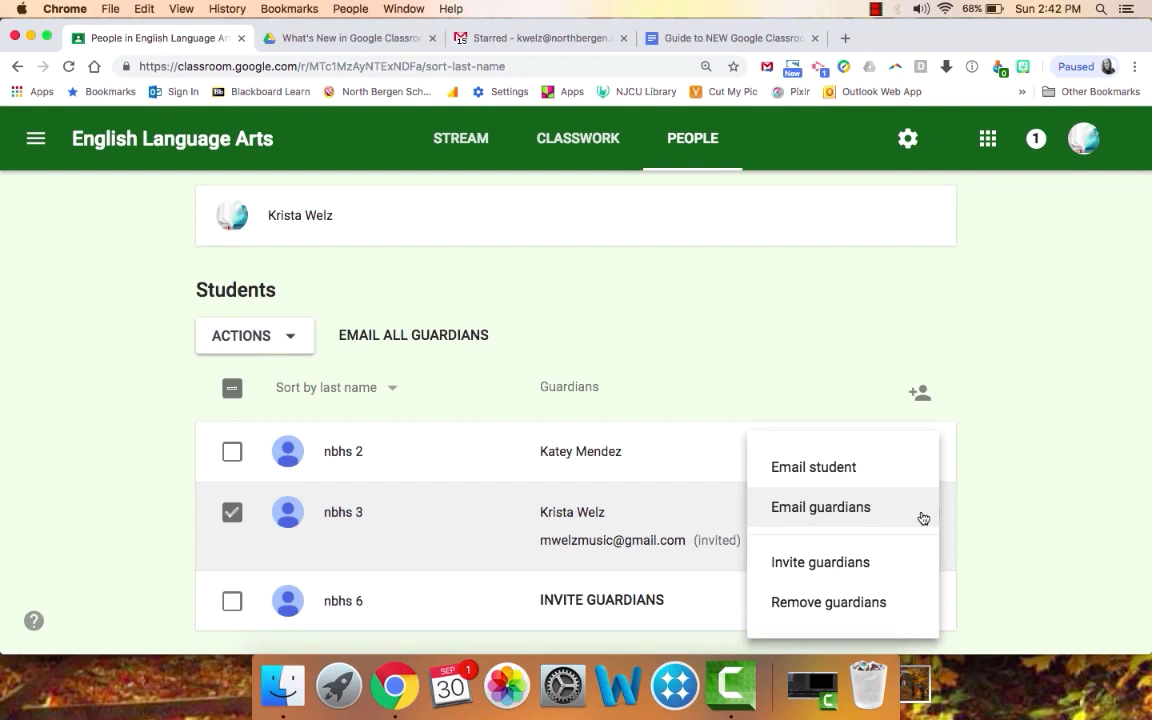 Chrome File Edit View History Bookmarks People Window Help 68% Sun 2:42 PM
People in English Language Ar
What's New in Google Classroo
Starred - kwelz@northbergen.k
Guide to NEW Google Classroo
https://classroom.google.com/r/MTc1MzAyNTExNDFa/sort-last-name
New
1
0
Paused
Apps Bookmarks Sign In Blackboard Learn North Bergen Sch... Settings Apps NJCU Library Cut My Pic Pixlr Outlook Web App » Other Bookmarks
English Language Arts STREAM CLASSWORK PEOPLE 1
Krista Welz
Students
ACTIONS EMAIL ALL GUARDIANS
Sort by last name Guardians
nbhs 2 Katey Mendez
nbhs 3 Krista Welz
mwelzmusic@gmail.com (invited)
nbhs 6 INVITE GUARDIANS
Email student
Email guardians
Invite guardians
Remove guardians
SEP
30
1